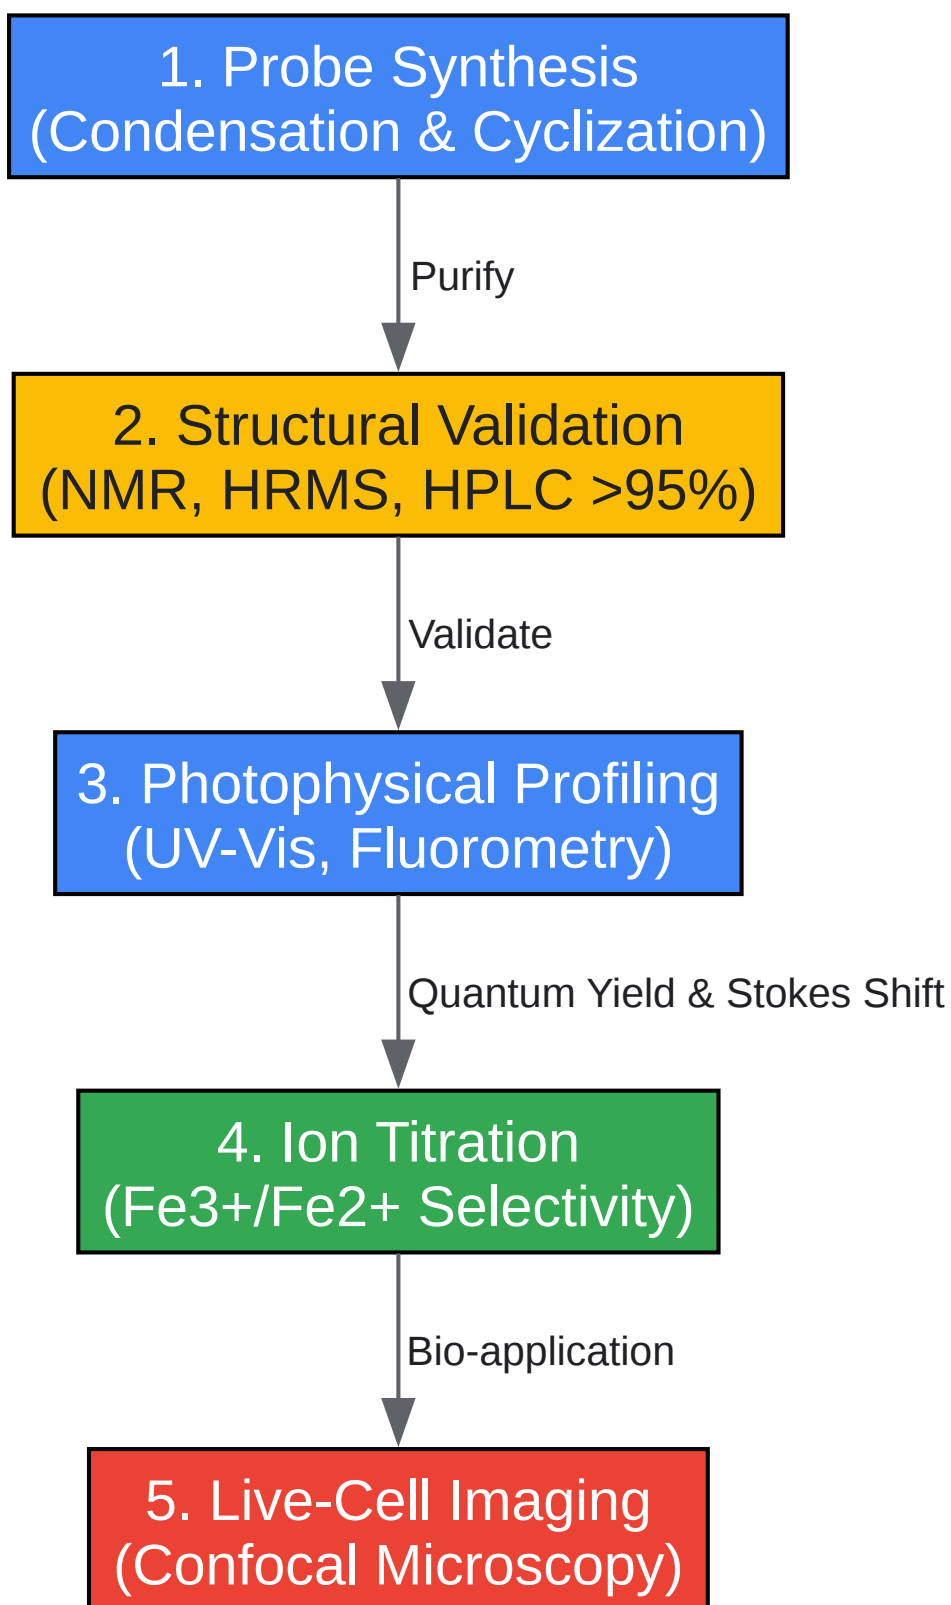 1. Probe Synthesis
(Condensation & Cyclization)
Purify
2. Structural Validation
(NMR, HRMS, HPLC >95%)
Validate
3. Photophysical Profiling
(UV-Vis, Fluorometry)
Quantum Yield & Stokes Shift
4. Ion Titration
(Fe3+/Fe2+ Selectivity)
Bio-application
5. Live-Cell Imaging
(Confocal Microscopy)